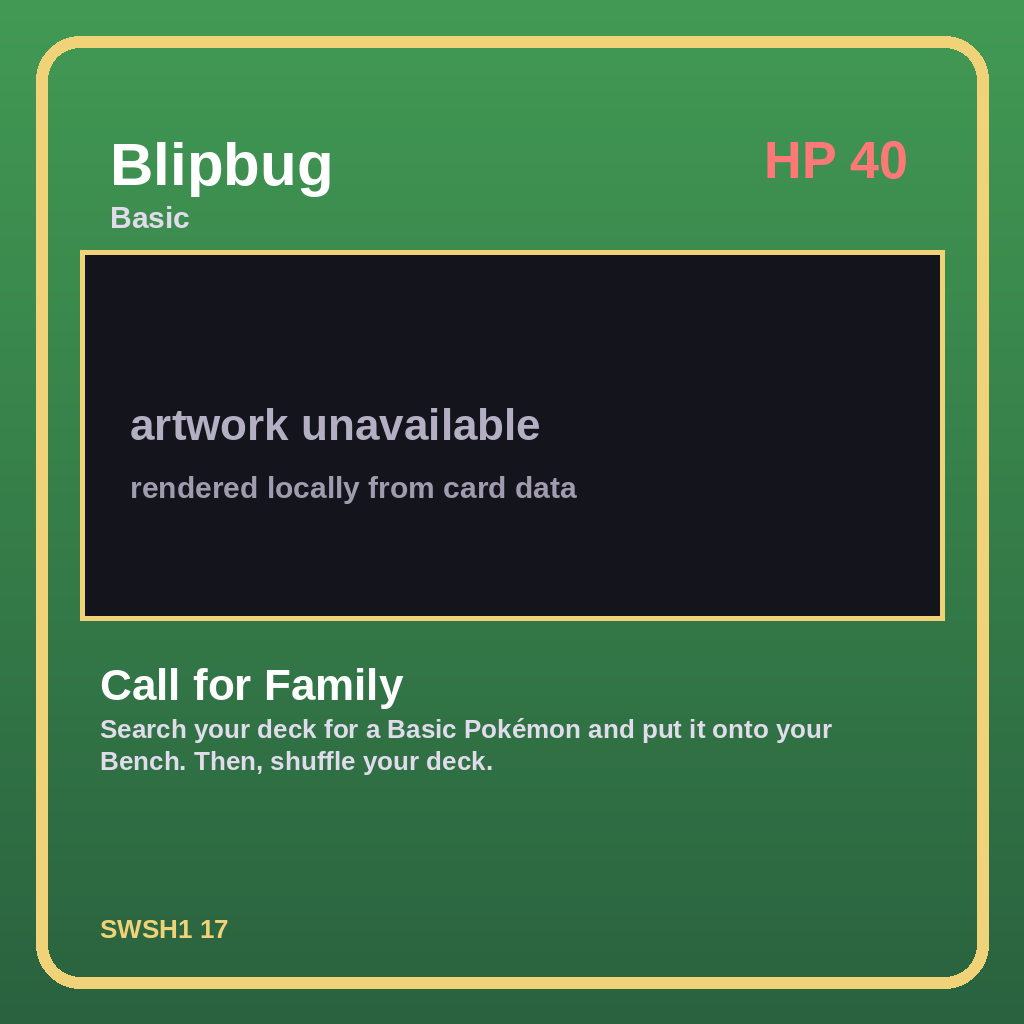 Blipbug
HP 40
Basic
artwork unavailable
rendered locally from card data
Call for Family
Search your deck for a Basic Pokémon and put it onto your
Bench. Then, shuffle your deck.
SWSH1 17